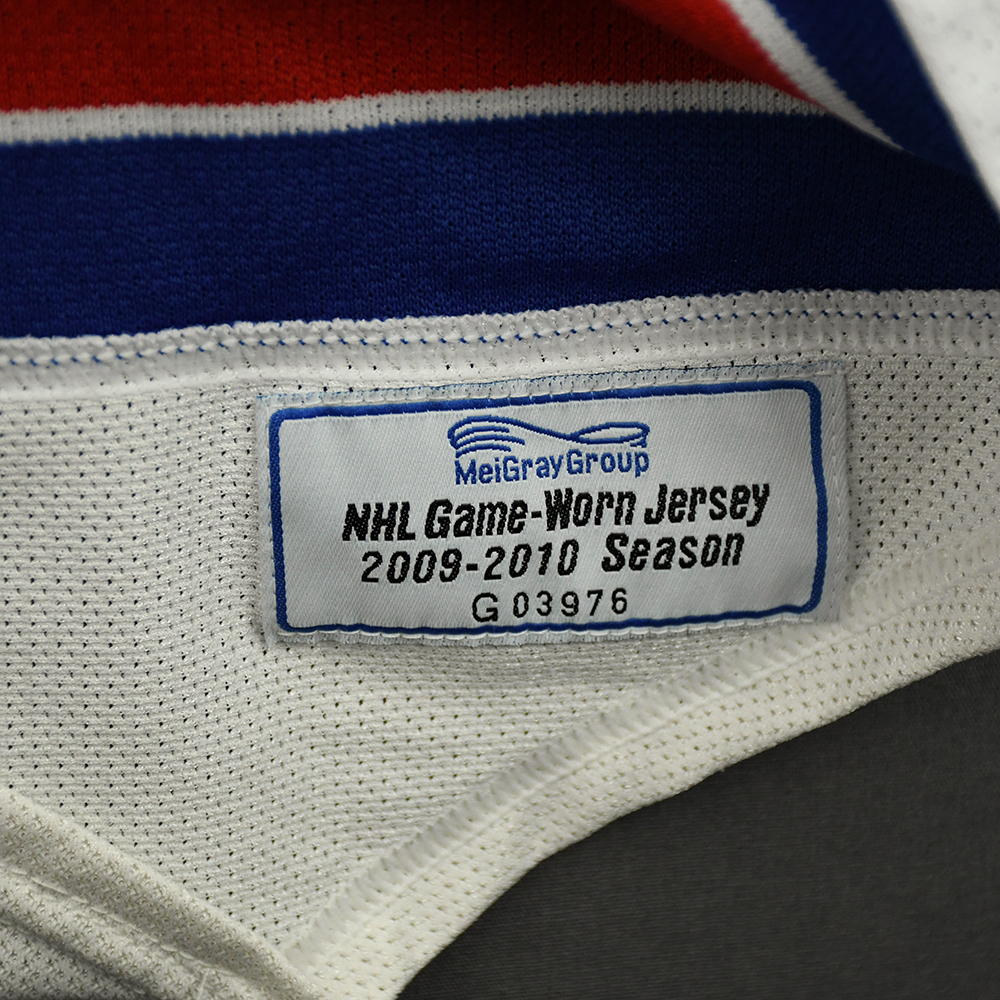 MeiGrayGroup
NHL Game-Worn Jersey
2009-2010 Season
G 03976